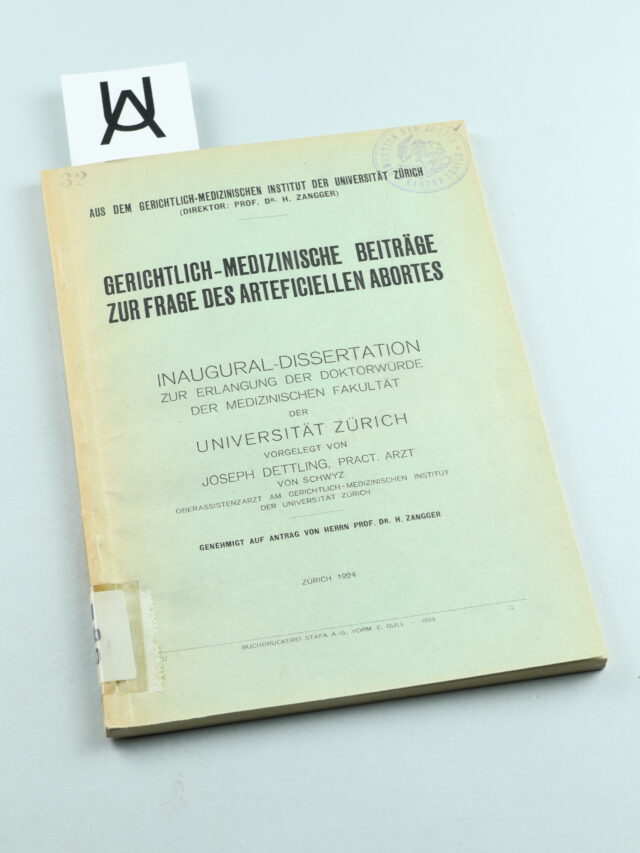 32
AUS DEM GERICHTLICH-MEDIZINISCHEN INSTITUT DER UNIVERSITÄT ZÜRICH
(DIREKTOR: PROF. DR. H. ZANGGER)
GERICHTLICH-MEDIZINISCHE BEITRÄGE
ZUR FRAGE DES ARTEFICIELLEN ABORTES
INAUGURAL-DISSERTATION
ZUR ERLANGUNG DER DOKTORWÜRDE
DER MEDIZINISCHEN FAKULTÄT
DER
UNIVERSITÄT ZÜRICH
VORGELEGT VON
JOSEPH DETTLING, PRACT. ARZT
VON SCHWYZ
OBERASSISTENZARZT AM GERICHTLICH-MEDIZINISCHEN INSTITUT
DER UNIVERSITÄT ZÜRICH
GENEHMIGT AUF ANTRAG VON HERRN PROF. DR. H. ZANGGER
ZÜRICH 1924
BUCHDRUCKEREI STÄFA A.-G., VORM. E. GULL - 1924